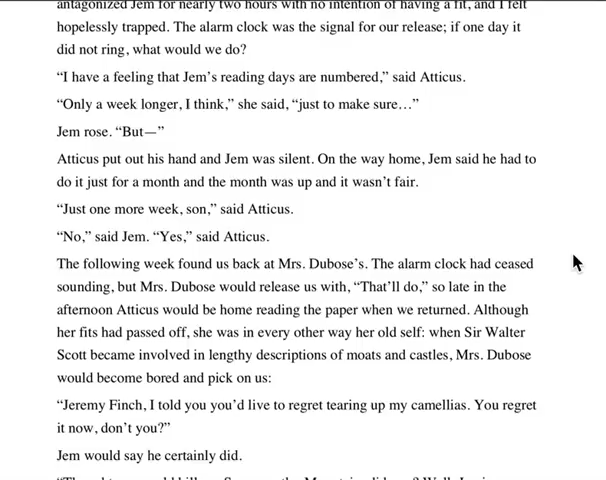 antagonized Jem for nearly two hours with no intention of having a fit, and I felt
hopelessly trapped. The alarm clock was the signal for our release; if one day it
did not ring, what would we do?
“I have a feeling that Jem’s reading days are numbered,” said Atticus.
“Only a week longer, I think,” she said, “just to make sure…”
Jem rose. “But—”
Atticus put out his hand and Jem was silent. On the way home, Jem said he had to
do it just for a month and the month was up and it wasn’t fair.
“Just one more week, son,” said Atticus.
“No,” said Jem. “Yes,” said Atticus.
The following week found us back at Mrs. Dubose’s. The alarm clock had ceased
sounding, but Mrs. Dubose would release us with, “That’ll do,” so late in the
afternoon Atticus would be home reading the paper when we returned. Although
her fits had passed off, she was in every other way her old self: when Sir Walter
Scott became involved in lengthy descriptions of moats and castles, Mrs. Dubose
would become bored and pick on us:
“Jeremy Finch, I told you you’d live to regret tearing up my camellias. You regret
it now, don’t you?”
Jem would say he certainly did.